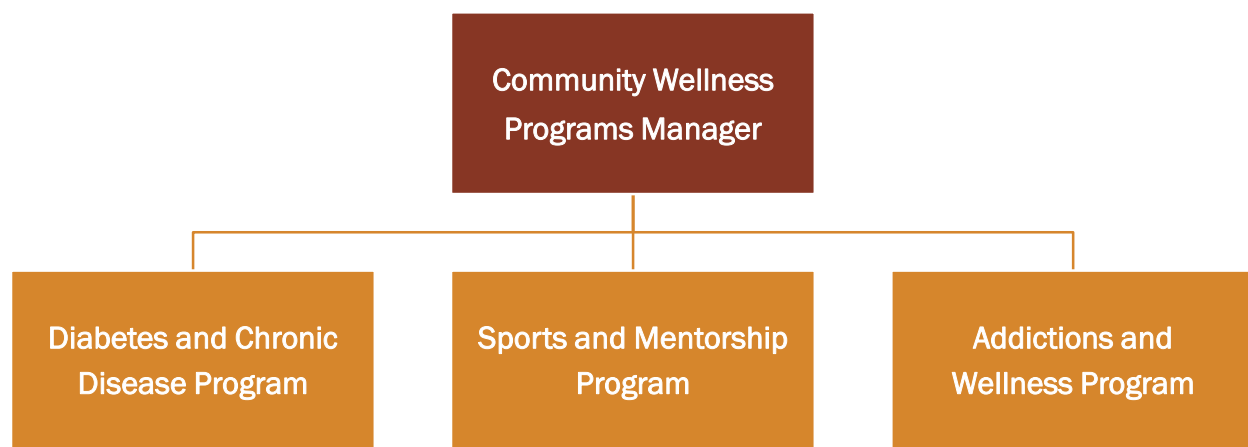 Community Wellness
Programs Manager
Diabetes and Chronic
Disease Program
Sports and Mentorship
Program
Addictions and
Wellness Program